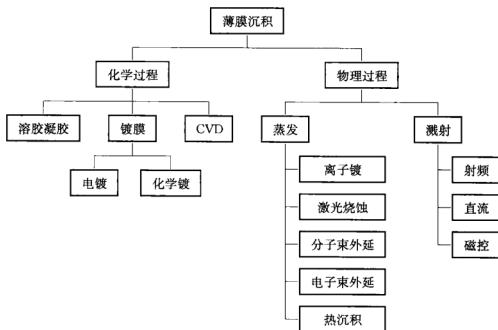 薄膜沉积
化学过程
物理过程
溶胶凝胶
镀膜
CVD
蒸发
溅射
电镀
化学镀
离子镀
激光烧蚀
分子束外延
电子束外延
热沉积
射频
直流
磁控